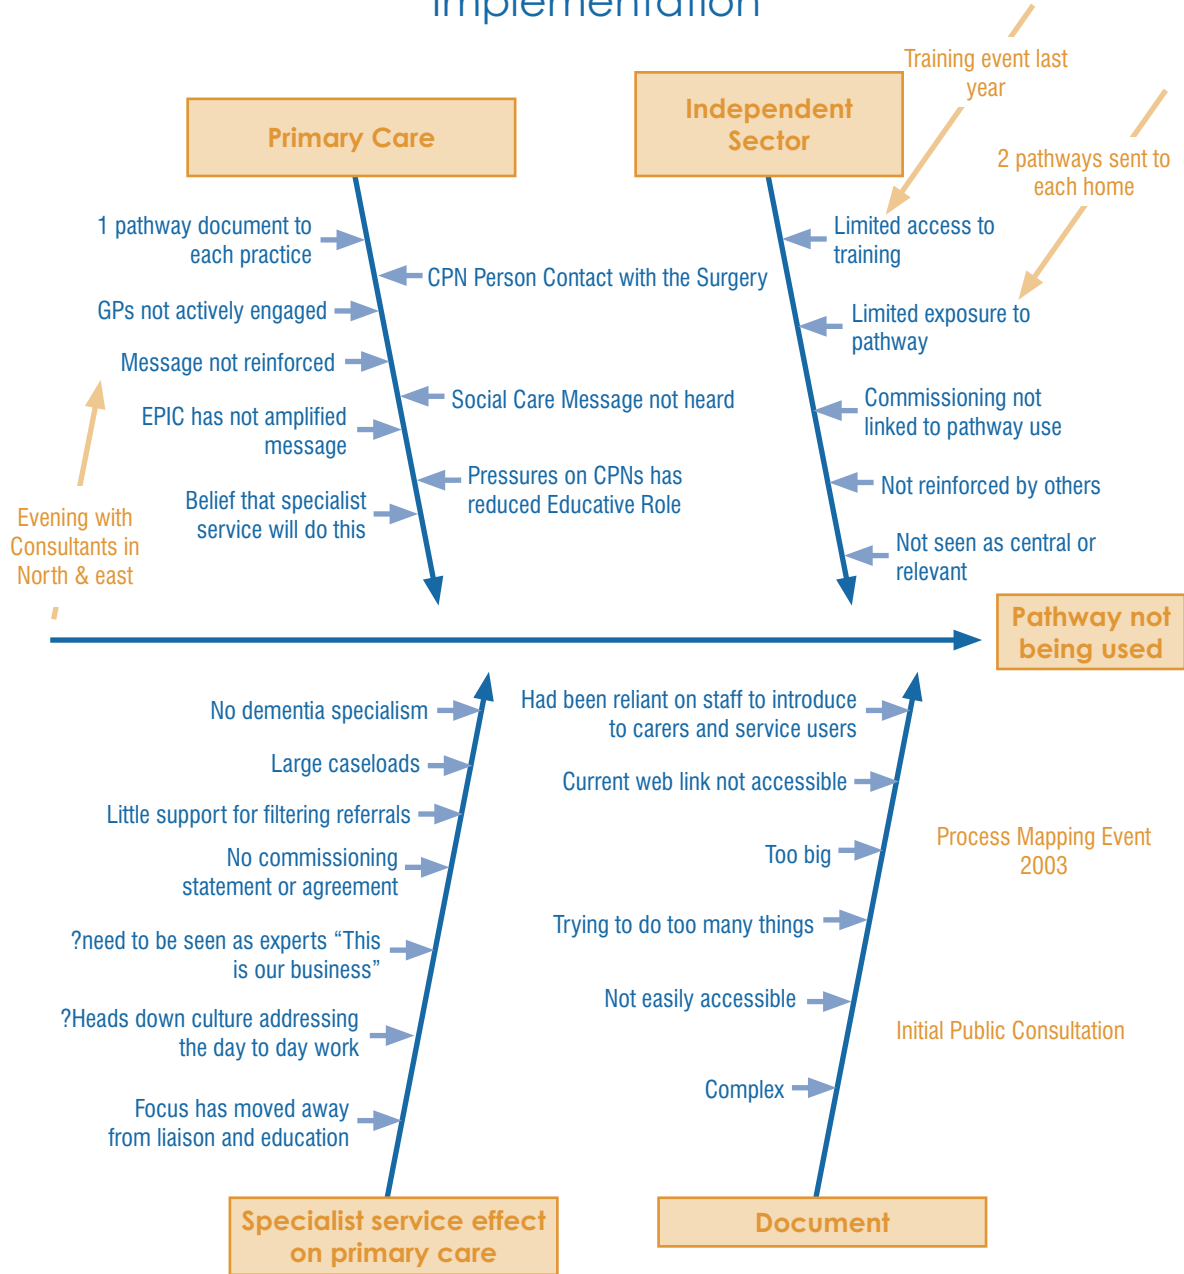 Implementation
Training event last
year
Independent
Sector
Primary Care
2 pathways sent to
each home
1 pathway document to
each practice
Limited access to
training
CPN Person Contact with the Surgery
GPs not actively engaged
Limited exposure to
pathway
Message not reinforced
Social Care Message not heard
Commissioning not
linked to pathway use
EPIC has not amplified
message
Pressures on CPNs has
reduced Educative Role
Not reinforced by others
Belief that specialist
service will do this
Evening with
Consultants in
North & east
Not seen as central or
relevant
Pathway not
being used
No dementia specialism
Had been reliant on staff to introduce
to carers and service users
Large caseloads
Current web link not accessible
Little support for filtering referrals
Process Mapping Event
2003
No commissioning
statement or agreement
Too big
Trying to do too many things
?need to be seen as experts “This
is our business”
Not easily accessible
?Heads down culture addressing
the day to day work
Initial Public Consultation
Complex
Focus has moved away
from liaison and education
Specialist service effect
on primary care
Document